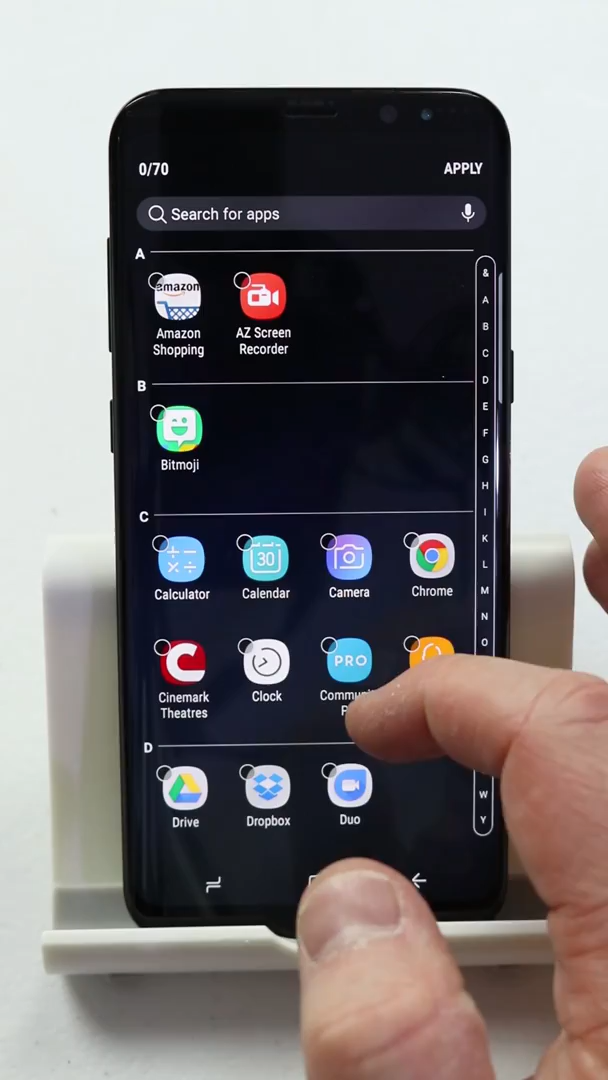 0/70
APPLY
Search for apps
A
amazon
Amazon
Shopping
AZ Screen
Recorder
B
Bitmoji
C
30
Calculator
Calendar
Camera
Chrome
PRO
Cinemark
Theatres
Clock
D
Drive
Dropbox
Duo
&
A
B
C
D
E
F
G
H
I
K
L
M
N
O
W
Y